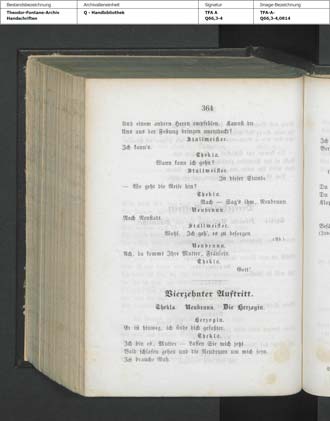 Bestandsbezeichnung
Archivalieneinheit
Signatur
Image-Bezeichnung
Theodor-Fontane-Archiv
Handschriften
Q - Handbibliothek
TFA A
Q66,3-4
TFA-A-
Q66,3-4,0814
364
Und einem andern Herrn empfehlen. Kannst du
Uns aus der Festung bringen unentdeckt?
Stallmeister.
Ich kann's.
Thekla.
Wann kann ich gehn?
Stallmeister.
In dieser Stunde.
— Wo geht die Reise hin?
Thekla.
Nach — Sag's ihm, Neubrunn.
Neubrunn.
Nach Neustadt.
Stallmeister.
Wohl. Ich geh', es zu besorgen.
(Ab.)
Neubrunn.
Ach, da kommt Ihre Mutter, Fräulein.
Thekla.
Gott!
Vierzehnter Auftritt.
Thekla. Neubrunn. Die Herzogin.
Herzogin.
Er ist hinweg, ich finde dich gefaßter.
Thekla.
Ich bin es, Mutter — Lassen Sie mich jetzt
Bald schlafen gehen und die Neubrunn um mich seyn.
Ich brauche Ruh.